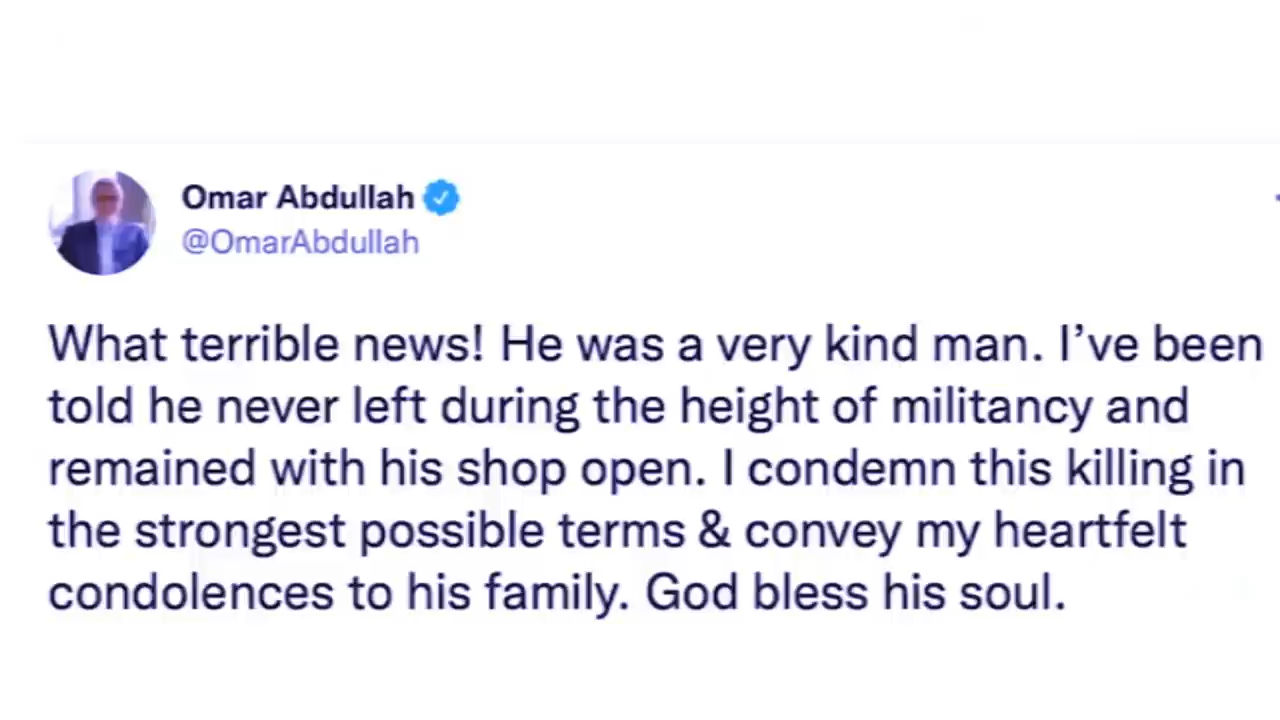 Omar Abdullah
@OmarAbdullah
What terrible news! He was a very kind man. I’ve been
told he never left during the height of militancy and
remained with his shop open. I condemn this killing in
the strongest possible terms & convey my heartfelt
condolences to his family. God bless his soul.